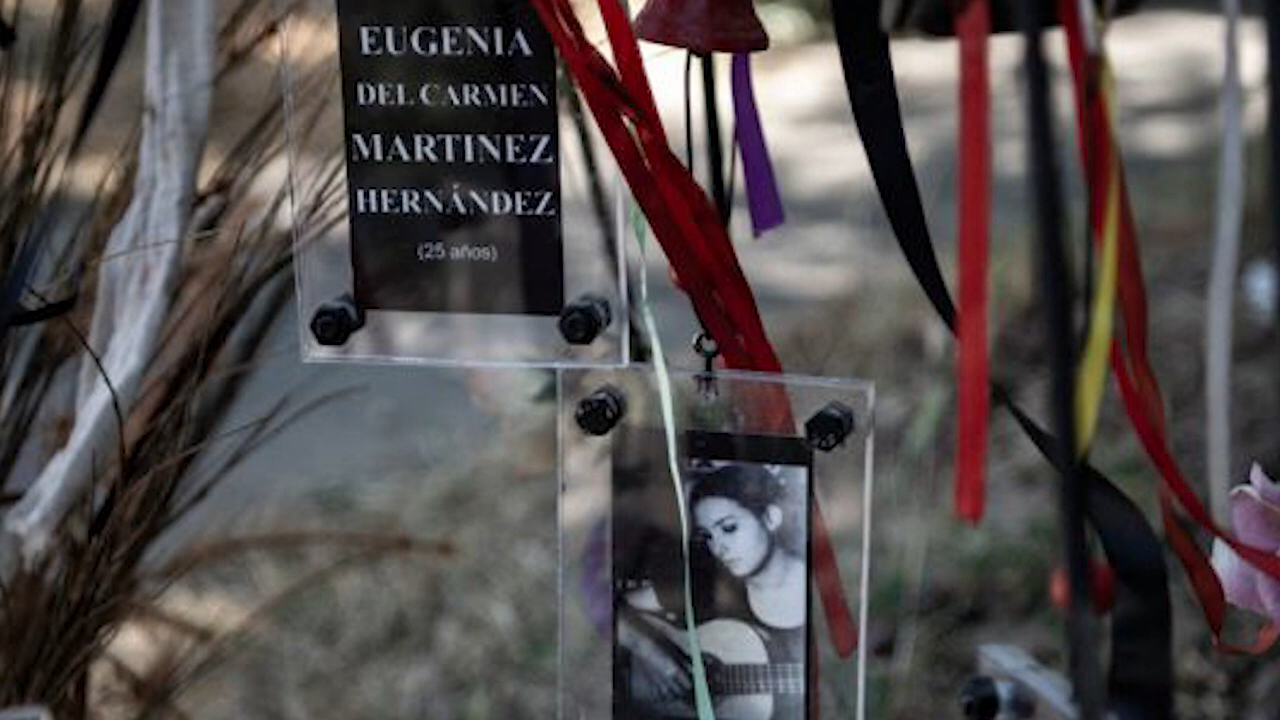 EUGENIA
DEL CARMEN
MARTINEZ
HERNÁNDEZ
(25 años)